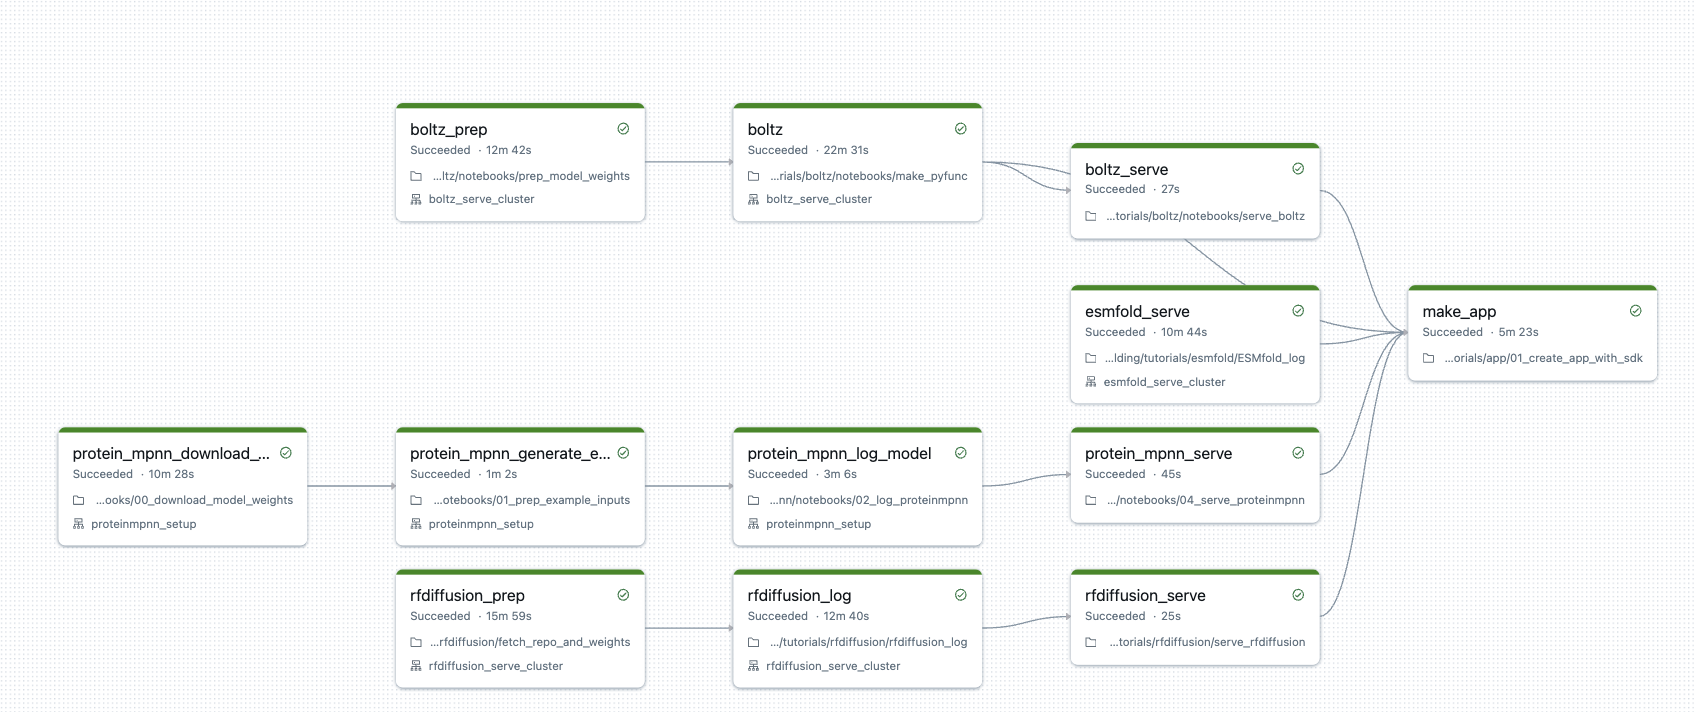 boltz_prep
Succeeded · 12m 42s
...ltz/notebooks/prep_model_weights
boltz_serve_cluster
boltz
Succeeded · 22m 31s
...rials/boltz/notebooks/make_pyfunc
boltz_serve_cluster
boltz_serve
Succeeded · 27s
...torials/boltz/notebooks/serve_boltz
esmfold_serve
Succeeded · 10m 44s
...lding/tutorials/esmfold/ESMfold_log
esmfold_serve_cluster
make_app
Succeeded · 5m 23s
...orials/app/01_create_app_with_sdk
protein_mpnn_download_...
Succeeded · 10m 28s
...ooks/00_download_model_weights
proteinmpnn_setup
protein_mpnn_generate_e...
Succeeded · 1m 2s
...otebooks/01_prep_example_inputs
proteinmpnn_setup
protein_mpnn_log_model
Succeeded · 3m 6s
...nn/notebooks/02_log_proteinmpnn
proteinmpnn_setup
protein_mpnn_serve
Succeeded · 45s
.../notebooks/04_serve_proteinmpnn
rfdiffusion_prep
Succeeded · 15m 59s
...rfdiffusion/fetch_repo_and_weights
rfdiffusion_serve_cluster
rfdiffusion_log
Succeeded · 12m 40s
.../tutorials/rfdiffusion/rfdiffusion_log
rfdiffusion_serve_cluster
rfdiffusion_serve
Succeeded · 25s
...torials/rfdiffusion/serve_rfdiffusion